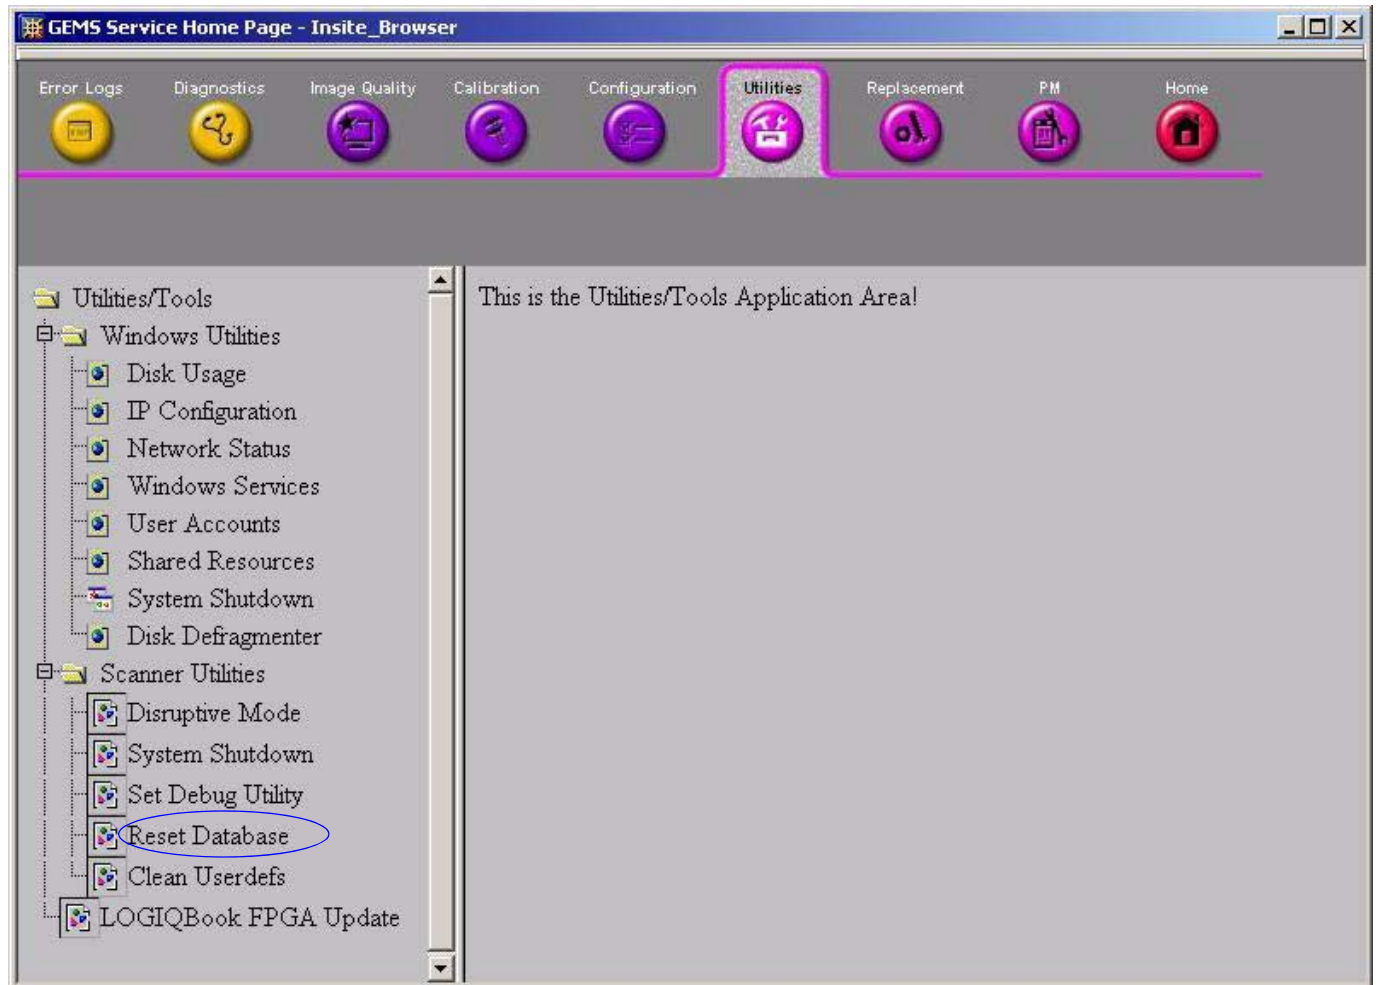 GEMS Service Home Page - Insite_Browser
Error Logs Diagnostics Image Quality Calibration Configuration Utilities Replacement PM Home
Utilities/Tools
Windows Utilities
Disk Usage
IP Configuration
Network Status
Windows Services
User Accounts
Shared Resources
System Shutdown
Disk Defragmenter
Scanner Utilities
Disruptive Mode
System Shutdown
Set Debug Utility
Reset Database
Clean Userdefs
LOGIQBook FPGA Update
This is the Utilities/Tools Application Area!